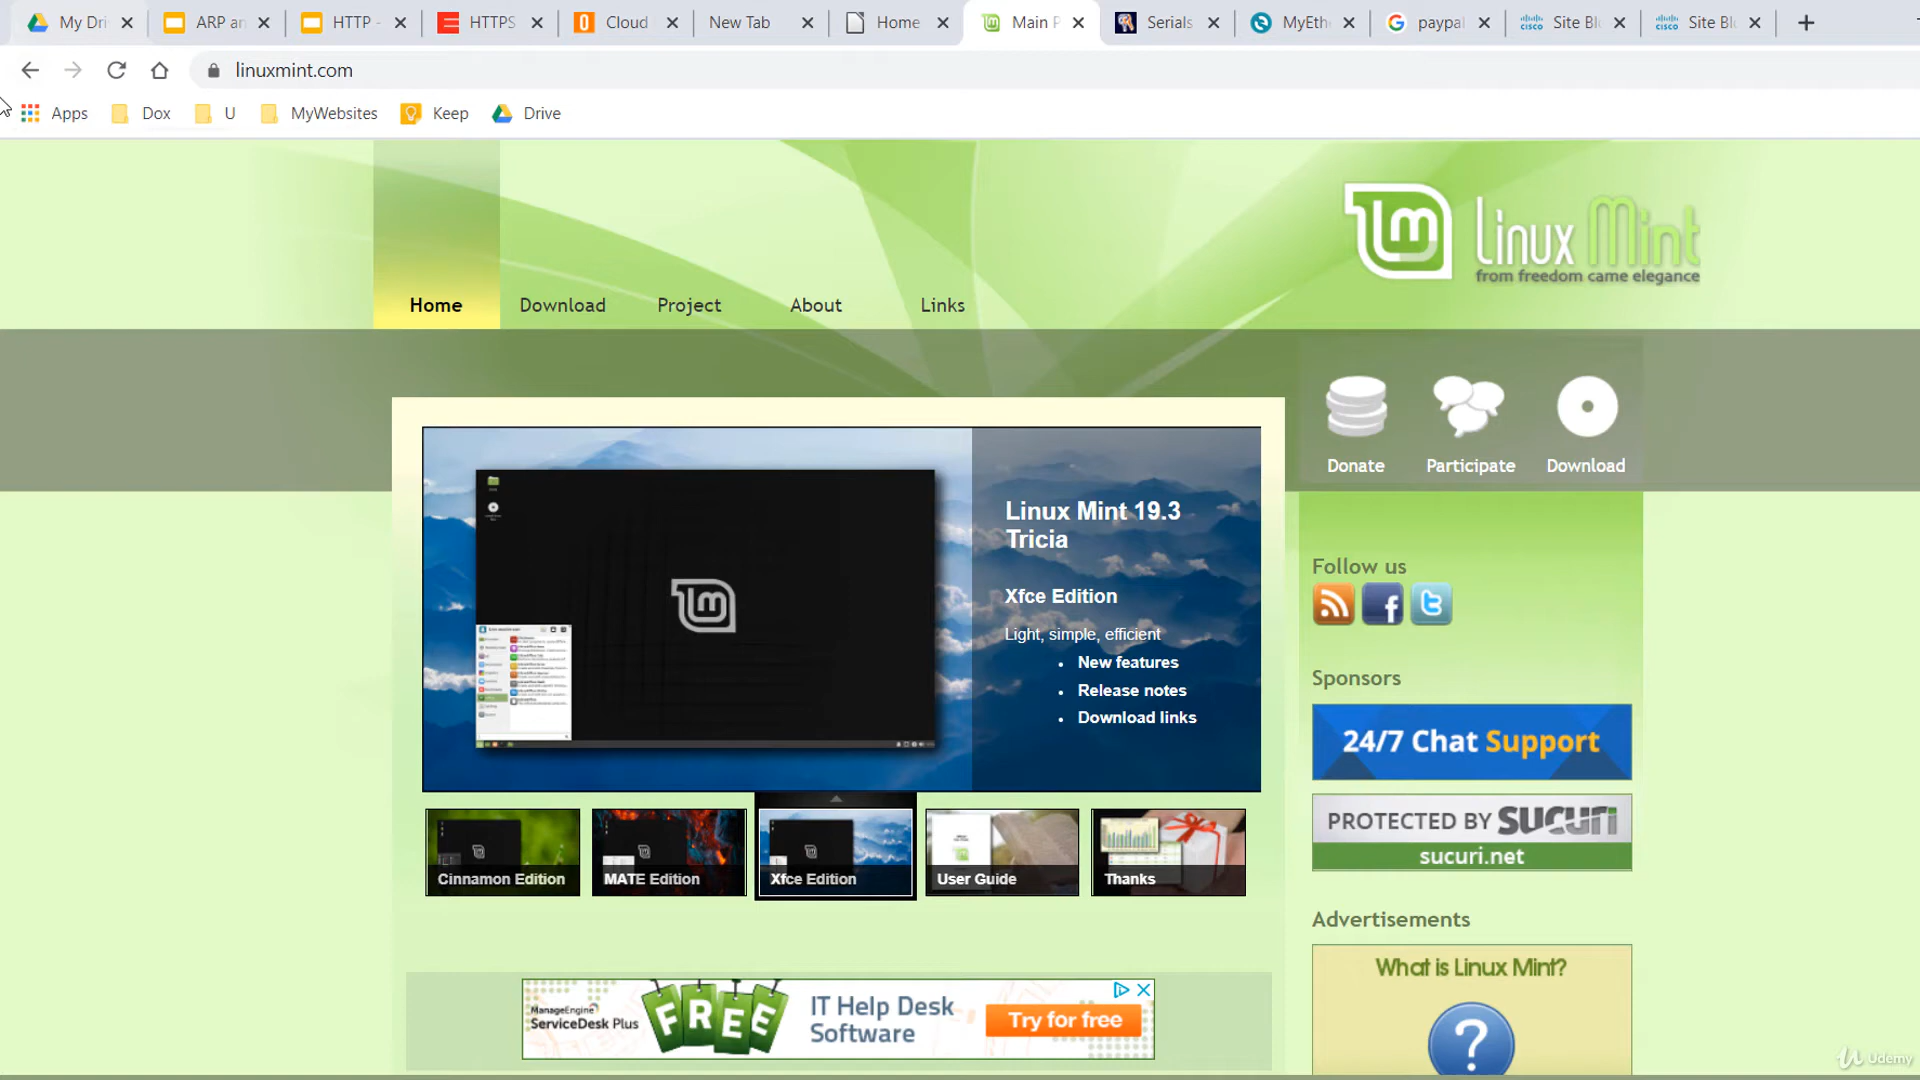 My Dri
ARP an
HTTP -
HTTPS
Cloud
New Tab
Home
Main P
Serials
MyEthe
paypal
Site Blo
Site Blo
linuxmint.com
Apps
Dox
U
MyWebsites
Keep
Drive
Linux Mint
from freedom came elegance
Home
Download
Project
About
Links
Donate
Participate
Download
Linux Mint 19.3
Tricia
Xfce Edition
Light, simple, efficient
• New features
• Release notes
• Download links
Follow us
Sponsors
24/7 Chat Support
PROTECTED BY SUCURI
sucuri.net
Cinnamon Edition
MATE Edition
Xfce Edition
User Guide
Thanks
Advertisements
What is Linux Mint?
?
ManageEngine
ServiceDesk Plus
FREE
IT Help Desk
Software
Try for free
Udemy